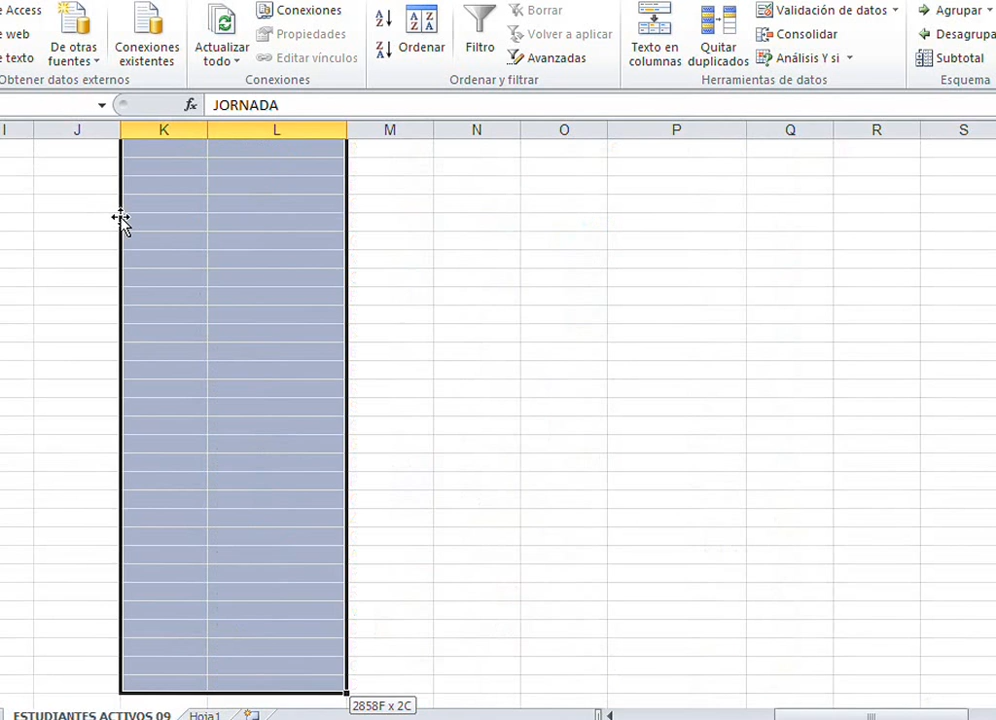 e Access
e web
e texto
De otras
fuentes
Conexiones
existentes
Obtener datos externos
Actualizar
todo
Conexiones
Propiedades
Editar vínculos
Conexiones
Ordenar
Filtro
Borrar
Volver a aplicar
Avanzadas
Ordenar y filtrar
Texto en
columnas
Quitar
duplicados
Validación de datos
Consolidar
Análisis Y si
Herramientas de datos
Agrupar
Desagrupa
Subtotal
Esquema
fx JORNADA
I J K L M N O P Q R S
2858F x 2C
ESTUDIANTES ACTIVOS 09 Hoja1